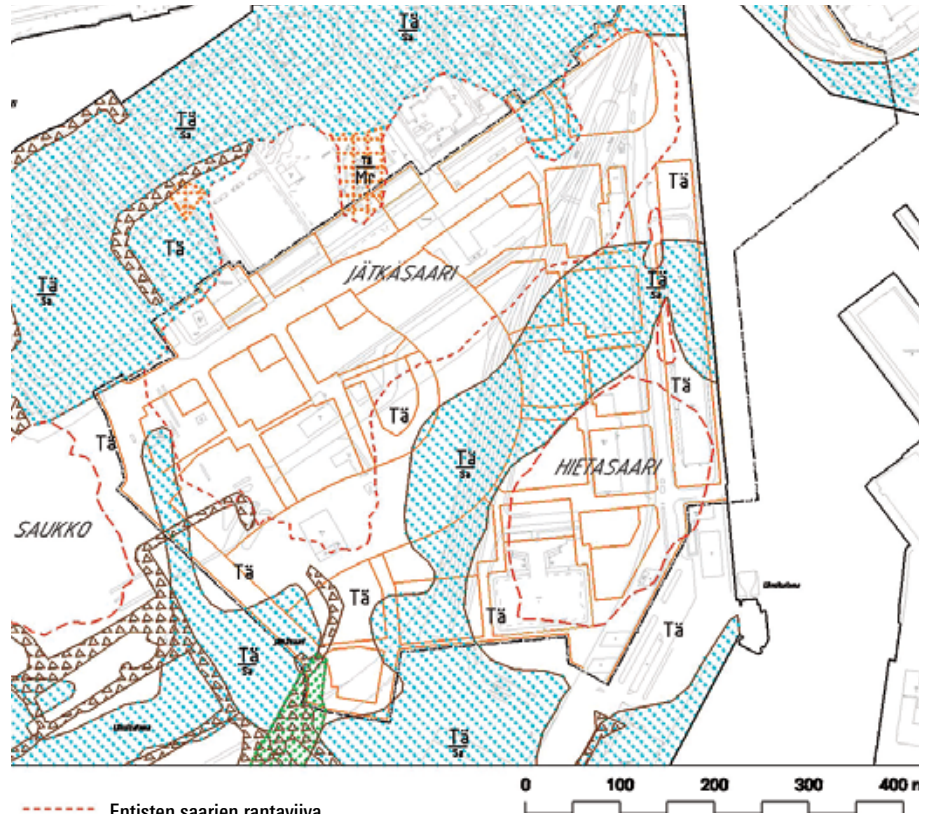 Tä
Sa
Tä
Sa
Tä
Mr
Tä
Tä
JÄTKÄSAARI
Tä
Sa
Tä
Sa
Tä
Tä
Tä
Tä
Sa
HIETASAARI
SAUKKO
Tä
Tä
Tä
Tä
Tä
Sa
Tä
Sa
0 100 200 300 400 m
Entisten saarien rantaviiva